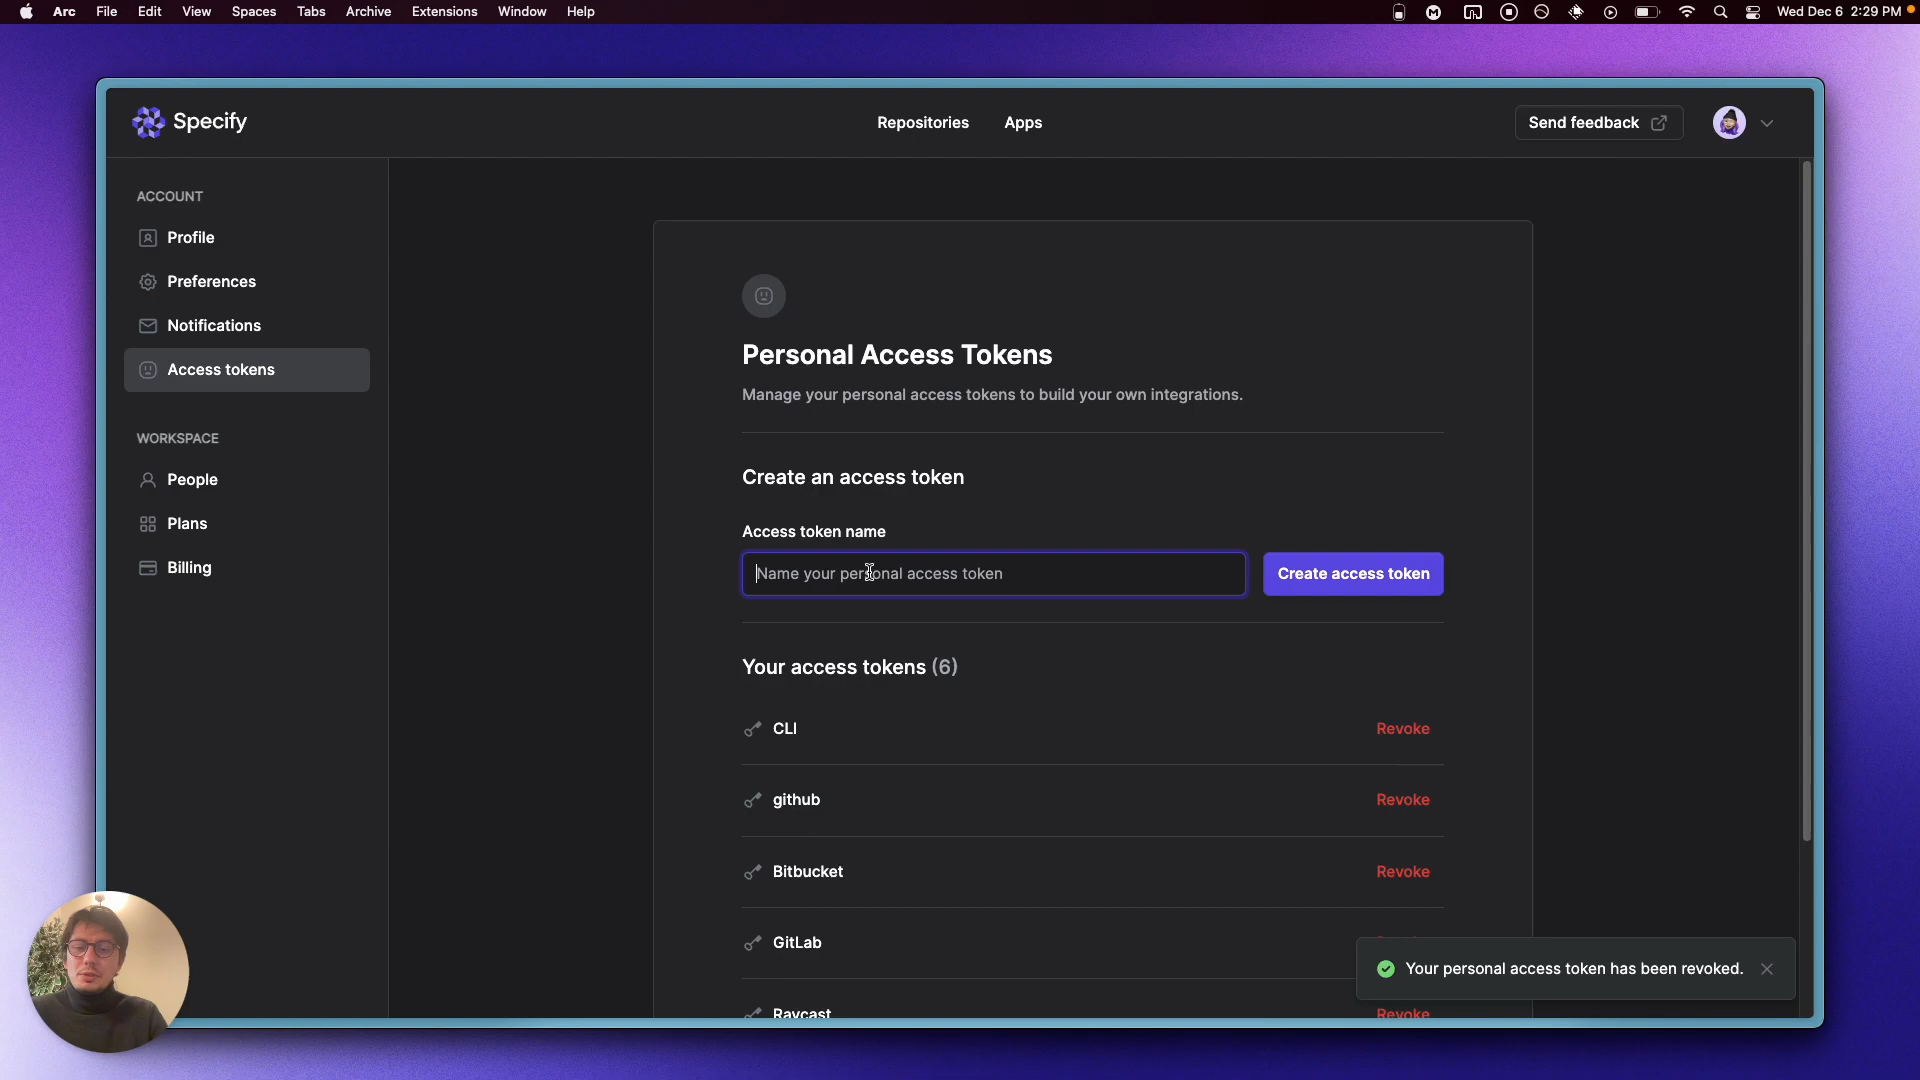 Arc File Edit View Spaces Tabs Archive Extensions Window Help
Wed Dec 6 2:29 PM
Specify
Repositories
Apps
Send feedback
ACCOUNT
Profile
Preferences
Notifications
Access tokens
WORKSPACE
People
Plans
Billing
Personal Access Tokens
Manage your personal access tokens to build your own integrations.
Create an access token
Access token name
Name your personal access token
Create access token
Your access tokens (6)
CLI
Revoke
github
Revoke
Bitbucket
Revoke
GitLab
Your personal access token has been revoked.
Raycast
Revoke